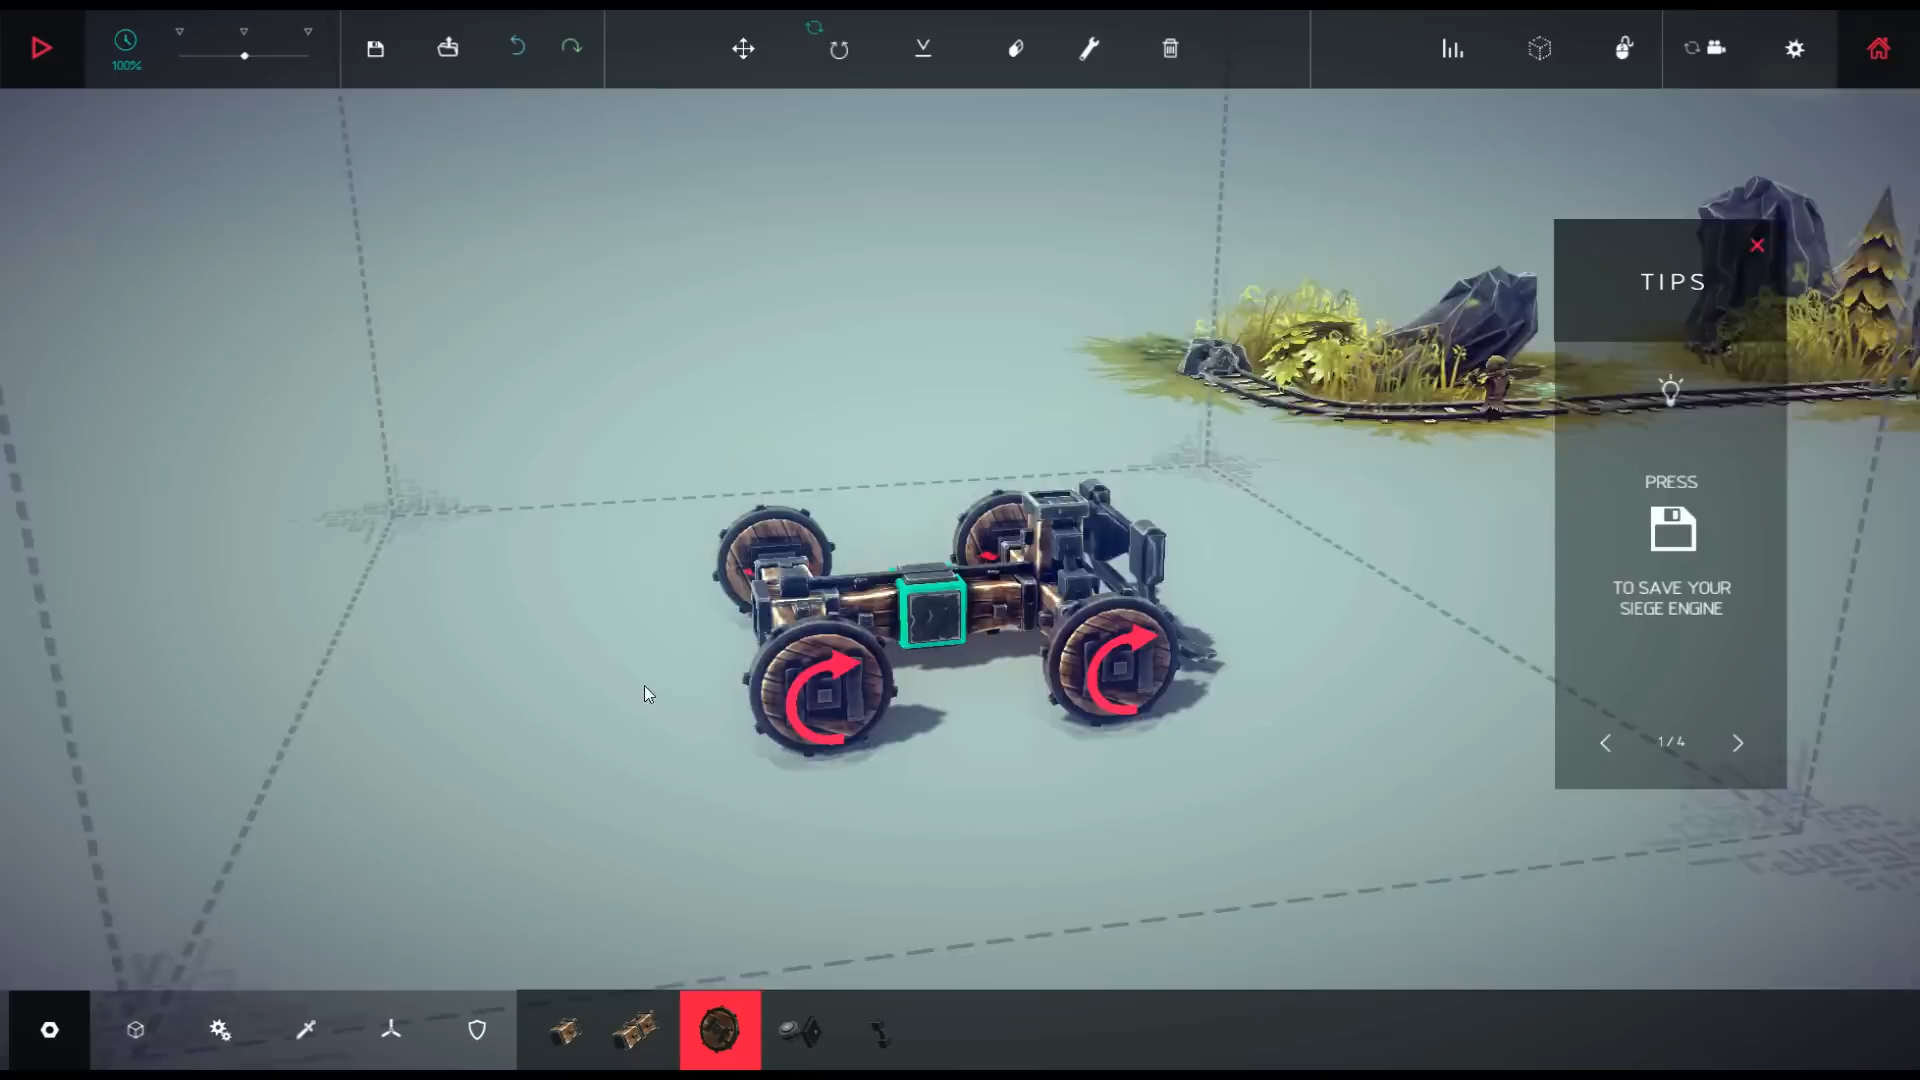 100%
TIPS
PRESS
TO SAVE YOUR
SIEGE ENGINE
1/4